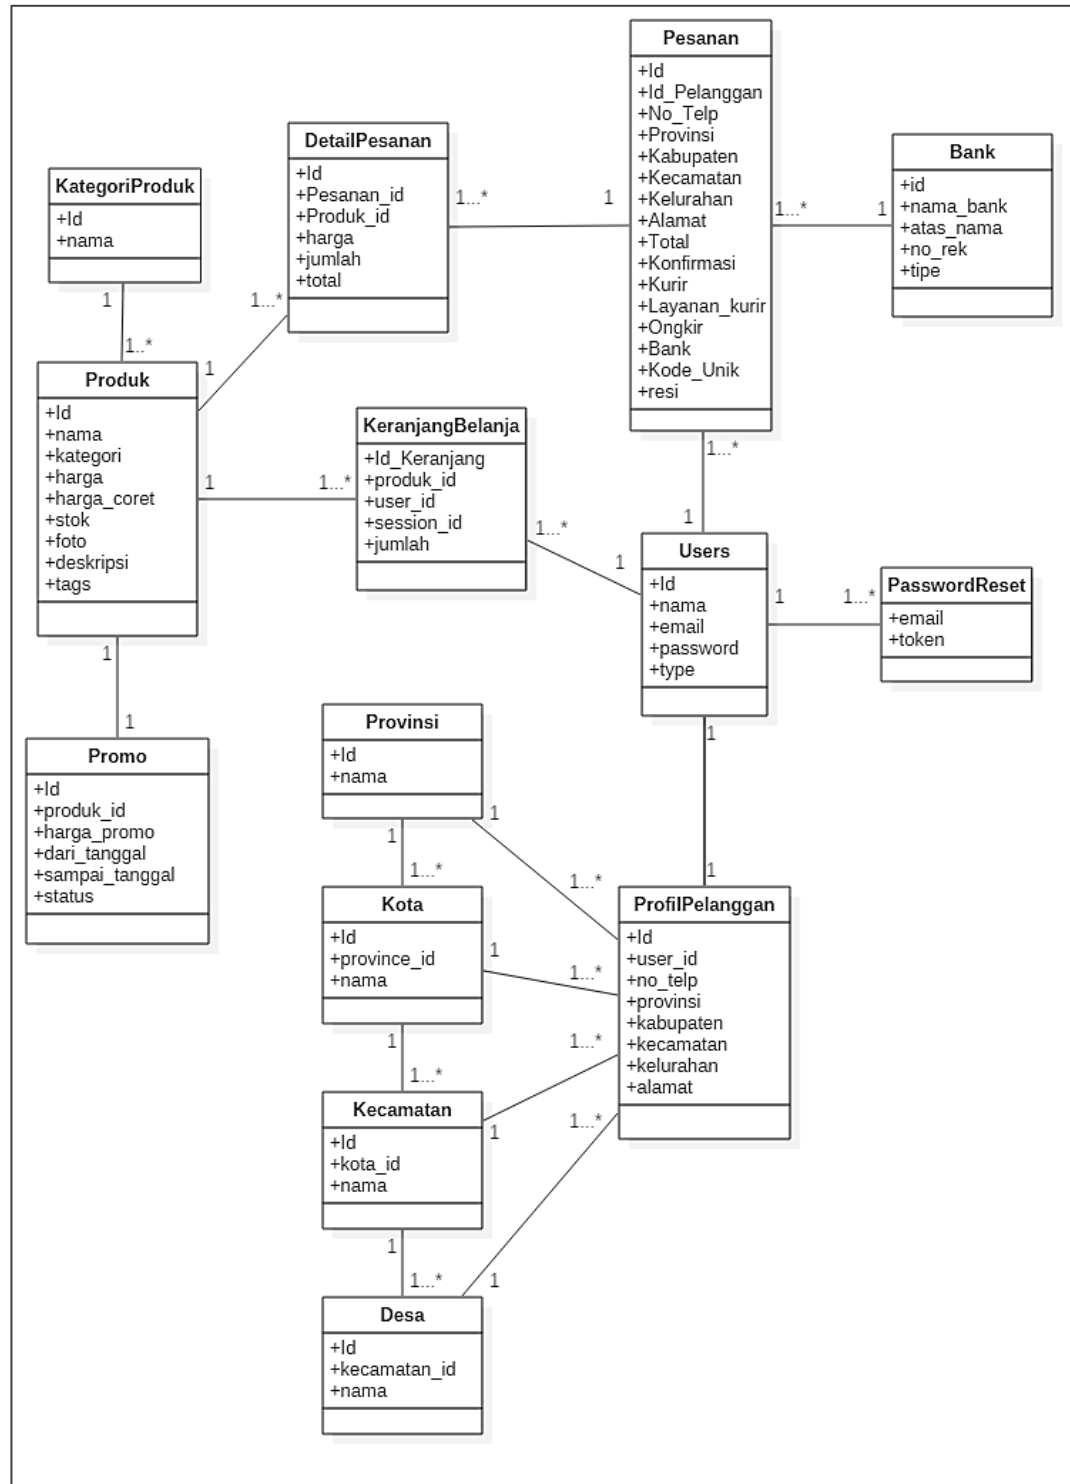 Pesanan
+Id
+Id_Pelanggan
+No_Telp
+Provinsi
+Kabupaten
+Kecamatan
+Kelurahan
+Alamat
+Total
+Konfirmasi
+Kurir
+Layanan_kurir
+Ongkir
+Bank
+Kode_Unik
+resi
DetailPesanan
+Id
+Pesanan_id
+Produk_id
+harga
+jumlah
+total
1...*
1
Bank
+id
+nama_bank
+atas_nama
+no_rek
+tipe
1...*
1
KategoriProduk
+Id
+nama
1
1..*
1...*
1
Produk
+Id
+nama
+kategori
+harga
+harga_coret
+stok
+foto
+deskripsi
+tags
1
1...*
KeranjangBelanja
+Id_Keranjang
+produk_id
+user_id
+session_id
+jumlah
1...*
1
1...*
1
Users
+Id
+nama
+email
+password
+type
1
1...*
PasswordReset
+email
+token
1
1
Promo
+Id
+produk_id
+harga_promo
+dari_tanggal
+sampai_tanggal
+status
Provinsi
+Id
+nama
1
1
1...*
1...*
1
1
Kota
+Id
+province_id
+nama
1
1...*
ProfilPelanggan
+Id
+user_id
+no_telp
+provinsi
+kabupaten
+kecamatan
+kelurahan
+alamat
1
1...*
1...*
1
Kecamatan
+Id
+kota_id
+nama
1...*
1
1...*
1
Desa
+Id
+kecamatan_id
+nama